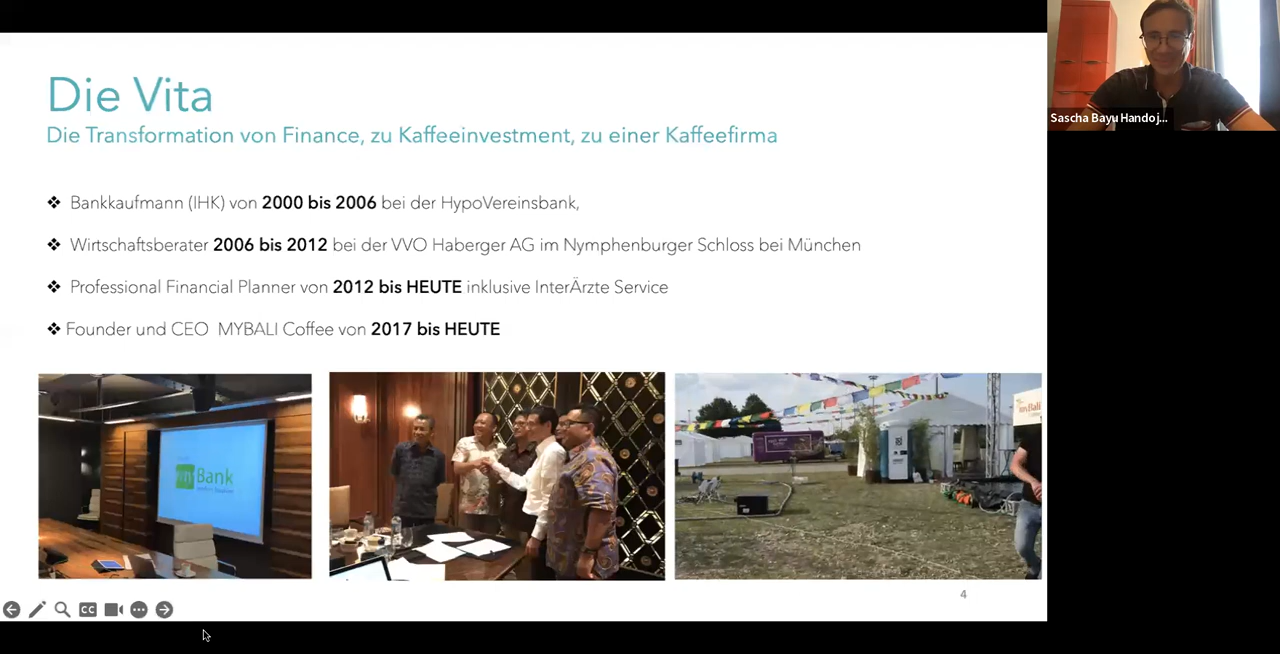 Die Vita
Die Transformation von Finance, zu Kaffeeinvestment, zu einer Kaffeefirma
❖ Bankkaufmann (IHK) von 2000 bis 2006 bei der HypoVereinsbank,
❖ Wirtschaftsberater 2006 bis 2012 bei der VVO Haberger AG im Nymphenburger Schloss bei München
❖ Professional Financial Planner von 2012 bis HEUTE inklusive InterÄrzte Service
❖ Founder und CEO MYBALI Coffee von 2017 bis HEUTE
Bank
Bali
4
CC
Sascha Bayu Handoj...